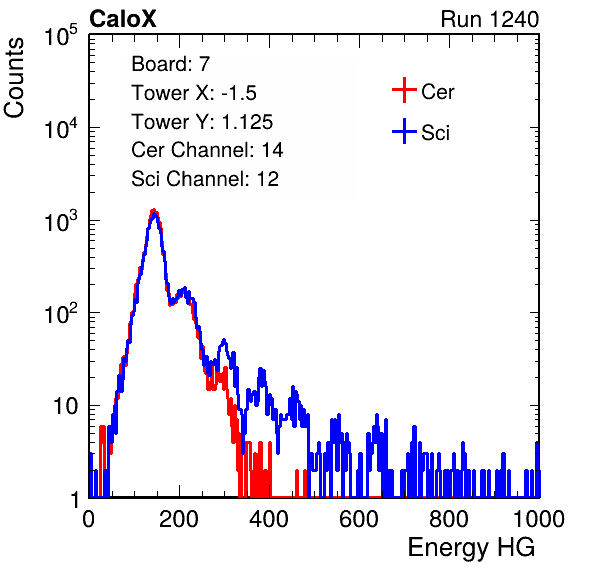 CaloX Run 1240
Counts
10^5
10^4
10^3
10^2
10
1
Board: 7
Tower X: -1.5
Tower Y: 1.125
Cer Channel: 14
Sci Channel: 12
Cer
Sci
0 200 400 600 800 1000
Energy HG